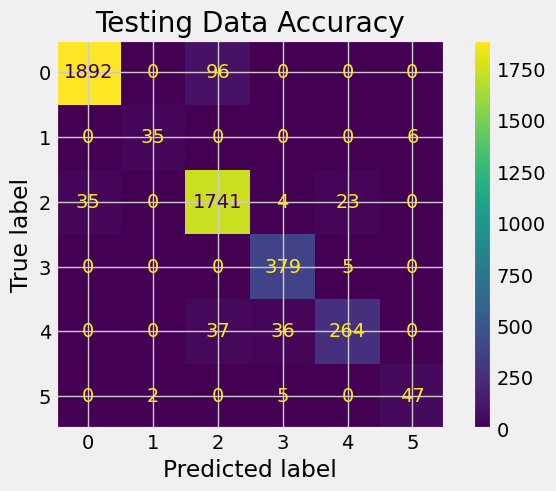 Testing Data Accuracy
True label
0 1892 0 96 0 0 0
1 0 35 0 0 0 6
2 35 0 1741 4 23 0
3 0 0 0 379 5 0
4 0 0 37 36 264 0
5 0 2 0 5 0 47
0 1 2 3 4 5
Predicted label
1750
1500
1250
1000
750
500
250
0